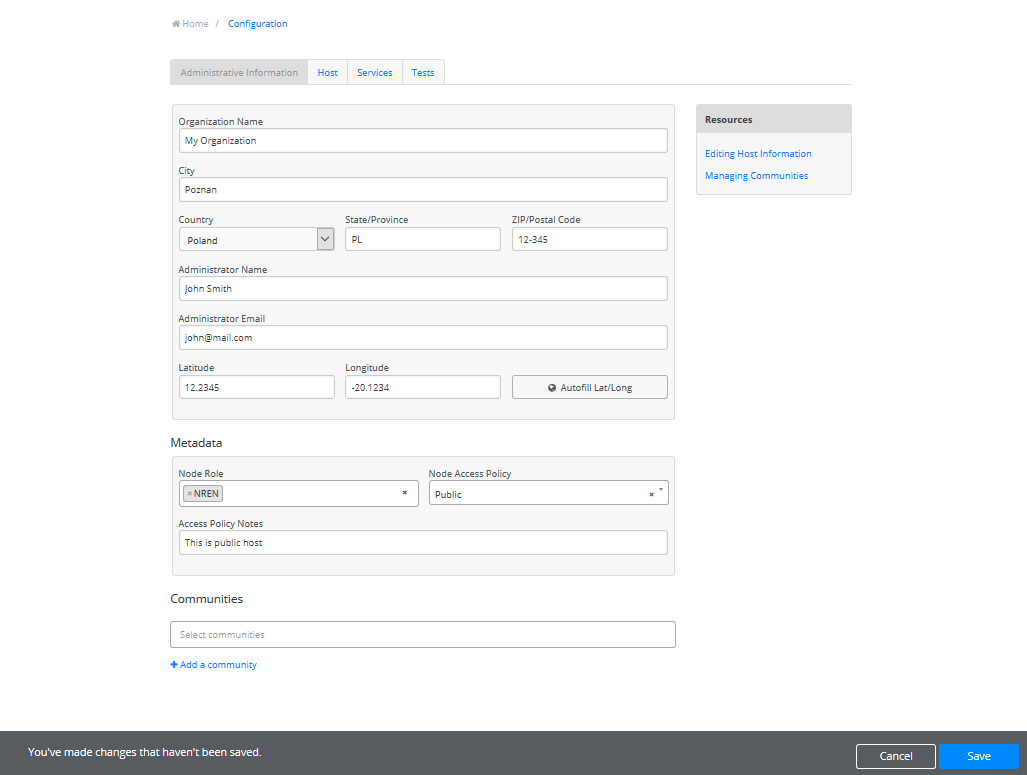 Home / Configuration
Administrative Information Host Services Tests
Organization Name
My Organization
City
Poznan
Country State/Province ZIP/Postal Code
Poland PL 12-345
Administrator Name
John Smith
Administrator Email
john@mail.com
Latitude Longitude
12.2345 -20.1234 Autofill Lat/Long
Resources
Editing Host Information
Managing Communities
Metadata
Node Role Node Access Policy
× NREN × Public ×
Access Policy Notes
This is public host
Communities
Select communities
+ Add a community
You've made changes that haven't been saved.
Cancel Save